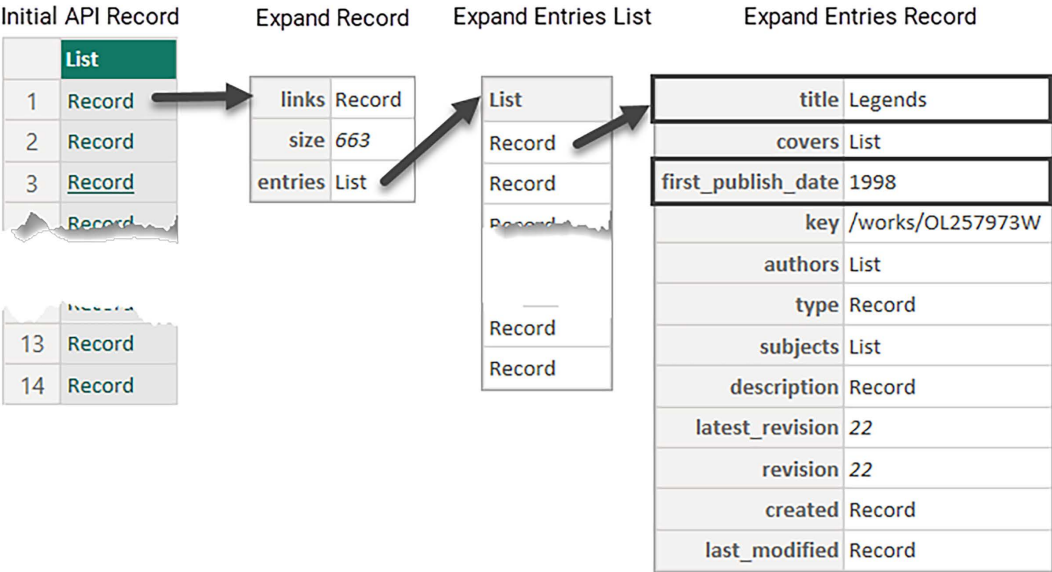 Initial API Record
List
1 Record
2 Record
3 Record
Record
13 Record
14 Record
Expand Record
links Record
size 663
entries List
Expand Entries List
List
Record
Record
Record
Record
Record
Expand Entries Record
title Legends
covers List
first_publish_date 1998
key /works/OL257973W
authors List
type Record
subjects List
description Record
latest_revision 22
revision 22
created Record
last_modified Record